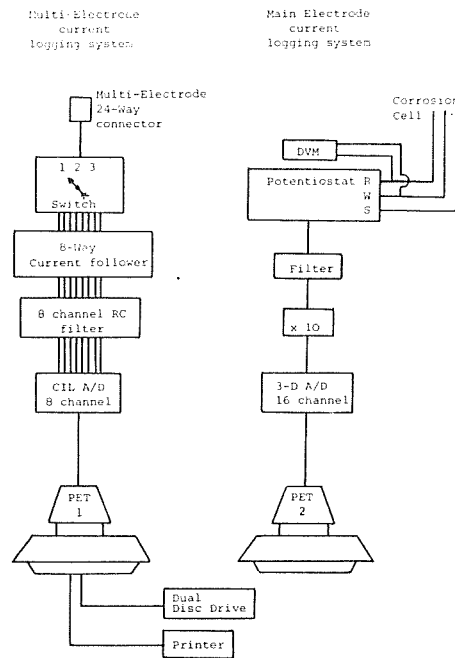 Multi-Electrode
current
logging system
Main Electrode
current
logging system
Multi-Electrode
24-Way
connector
Corrosion
Cell
DVM
1 2 3
Switch
Potentiostat R
W
S
8-Way
Current follower
Filter
8 channel RC
filter
x 10
CIL A/D
8 channel
3-D A/D
16 channel
PET
1
PET
2
Dual
Disc Drive
Printer